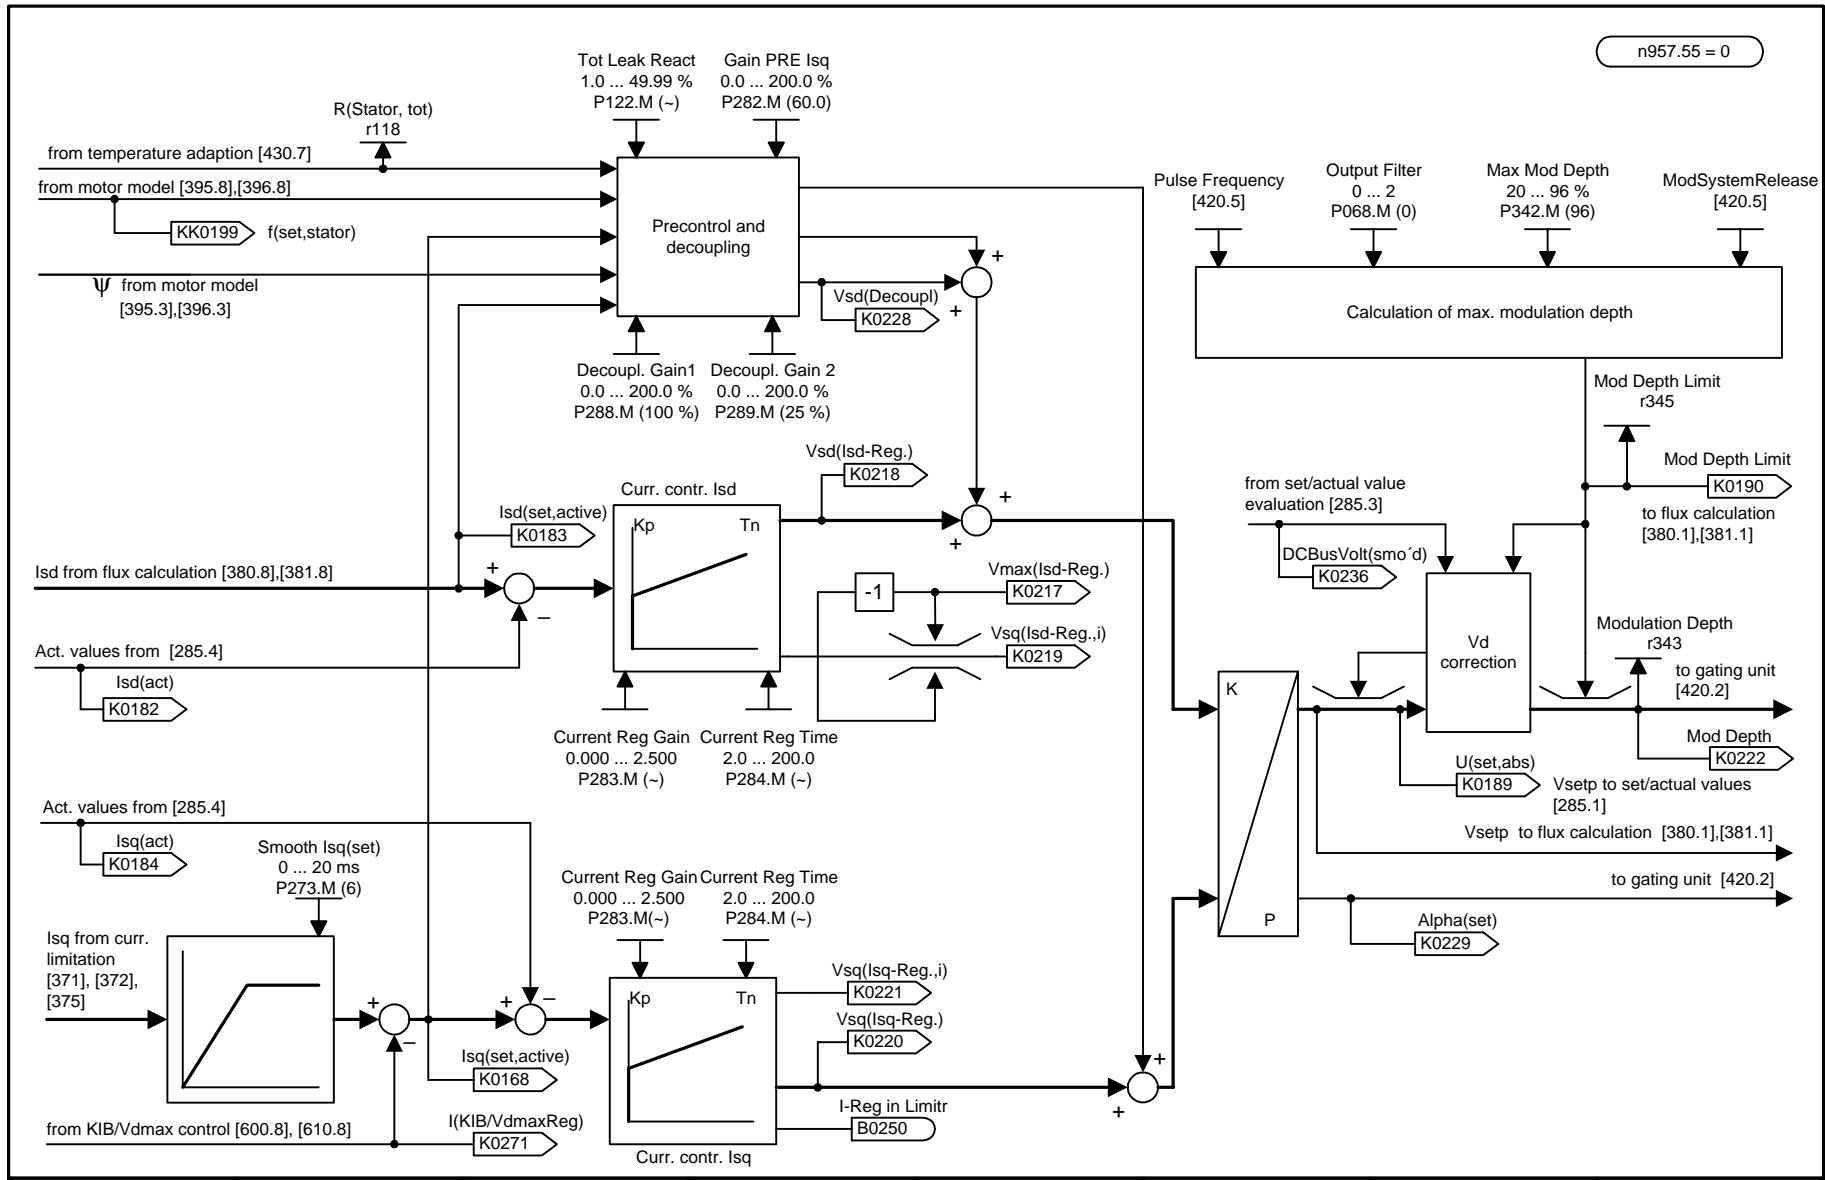 n957.55 = 0
Tot Leak React
1.0 ... 49.99 %
P122.M (~)
Gain PRE Isq
0.0 ... 200.0 %
P282.M (60.0)
R(Stator, tot)
r118
from temperature adaption [430.7]
from motor model [395.8],[396.8]
KK0199
f(set,stator)
Ψ from motor model
[395.3],[396.3]
Precontrol and
decoupling
+
+
Vsd(Decoupl)
K0228
Decoupl. Gain1
0.0 ... 200.0 %
P288.M (100 %)
Decoupl. Gain 2
0.0 ... 200.0 %
P289.M (25 %)
Pulse Frequency
[420.5]
Output Filter
0 ... 2
P068.M (0)
Max Mod Depth
20 ... 96 %
P342.M (96)
ModSystemRelease
[420.5]
Calculation of max. modulation depth
Mod Depth Limit
r345
Mod Depth Limit
K0190
to flux calculation
[380.1],[381.1]
from set/actual value
evaluation [285.3]
DCBusVolt(smo´d)
K0236
Vd
correction
Modulation Depth
r343
to gating unit
[420.2]
Mod Depth
K0222
U(set,abs)
K0189
Vsetp to set/actual values
[285.1]
Vsetp to flux calculation [380.1],[381.1]
to gating unit [420.2]
Alpha(set)
K0229
K
P
Vsd(Isd-Reg.)
K0218
Curr. contr. Isd
Kp
Tn
+
+
Isd(set,active)
K0183
Isd from flux calculation [380.8],[381.8]
+
–
Act. values from [285.4]
Isd(act)
K0182
-1
Vmax(Isd-Reg.)
K0217
Vsq(Isd-Reg.,i)
K0219
Current Reg Gain
0.000 ... 2.500
P283.M (~)
Current Reg Time
2.0 ... 200.0
P284.M (~)
Act. values from [285.4]
Isq(act)
K0184
Smooth Isq(set)
0 ... 20 ms
P273.M (6)
Isq from curr.
limitation
[371], [372],
[375]
+
–
+
–
Isq(set,active)
K0168
from KIB/Vdmax control [600.8], [610.8]
I(KIB/VdmaxReg)
K0271
Current Reg Gain
0.000 ... 2.500
P283.M(~)
Current Reg Time
2.0 ... 200.0
P284.M (~)
Kp
Tn
Curr. contr. Isq
Vsq(Isq-Reg.,i)
K0221
Vsq(Isq-Reg.)
K0220
I-Reg in Limitr
B0250
+
+